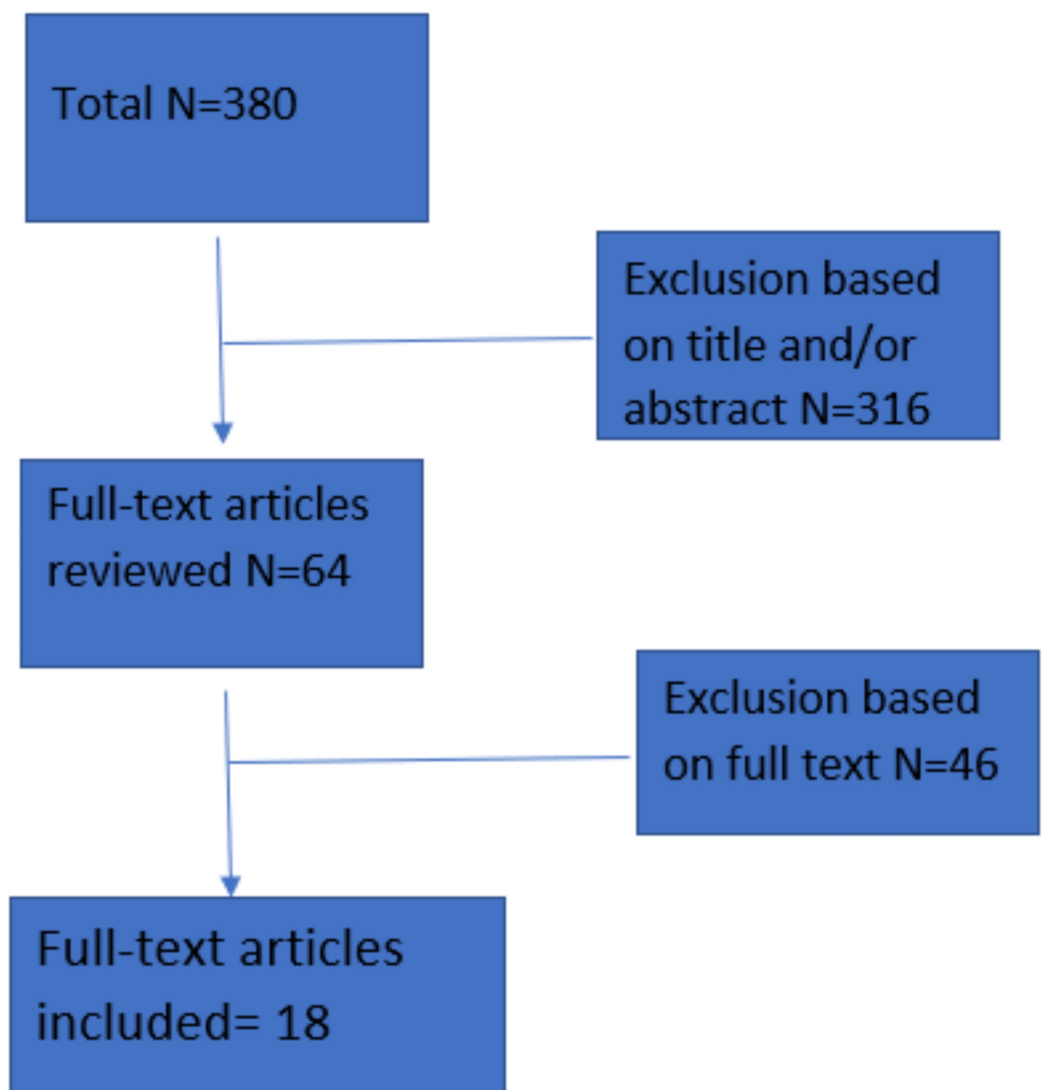 Total N=380
Exclusion based
on title and/or
abstract N=316
Full-text articles
reviewed N=64
Exclusion based
on full text N=46
Full-text articles
included= 18